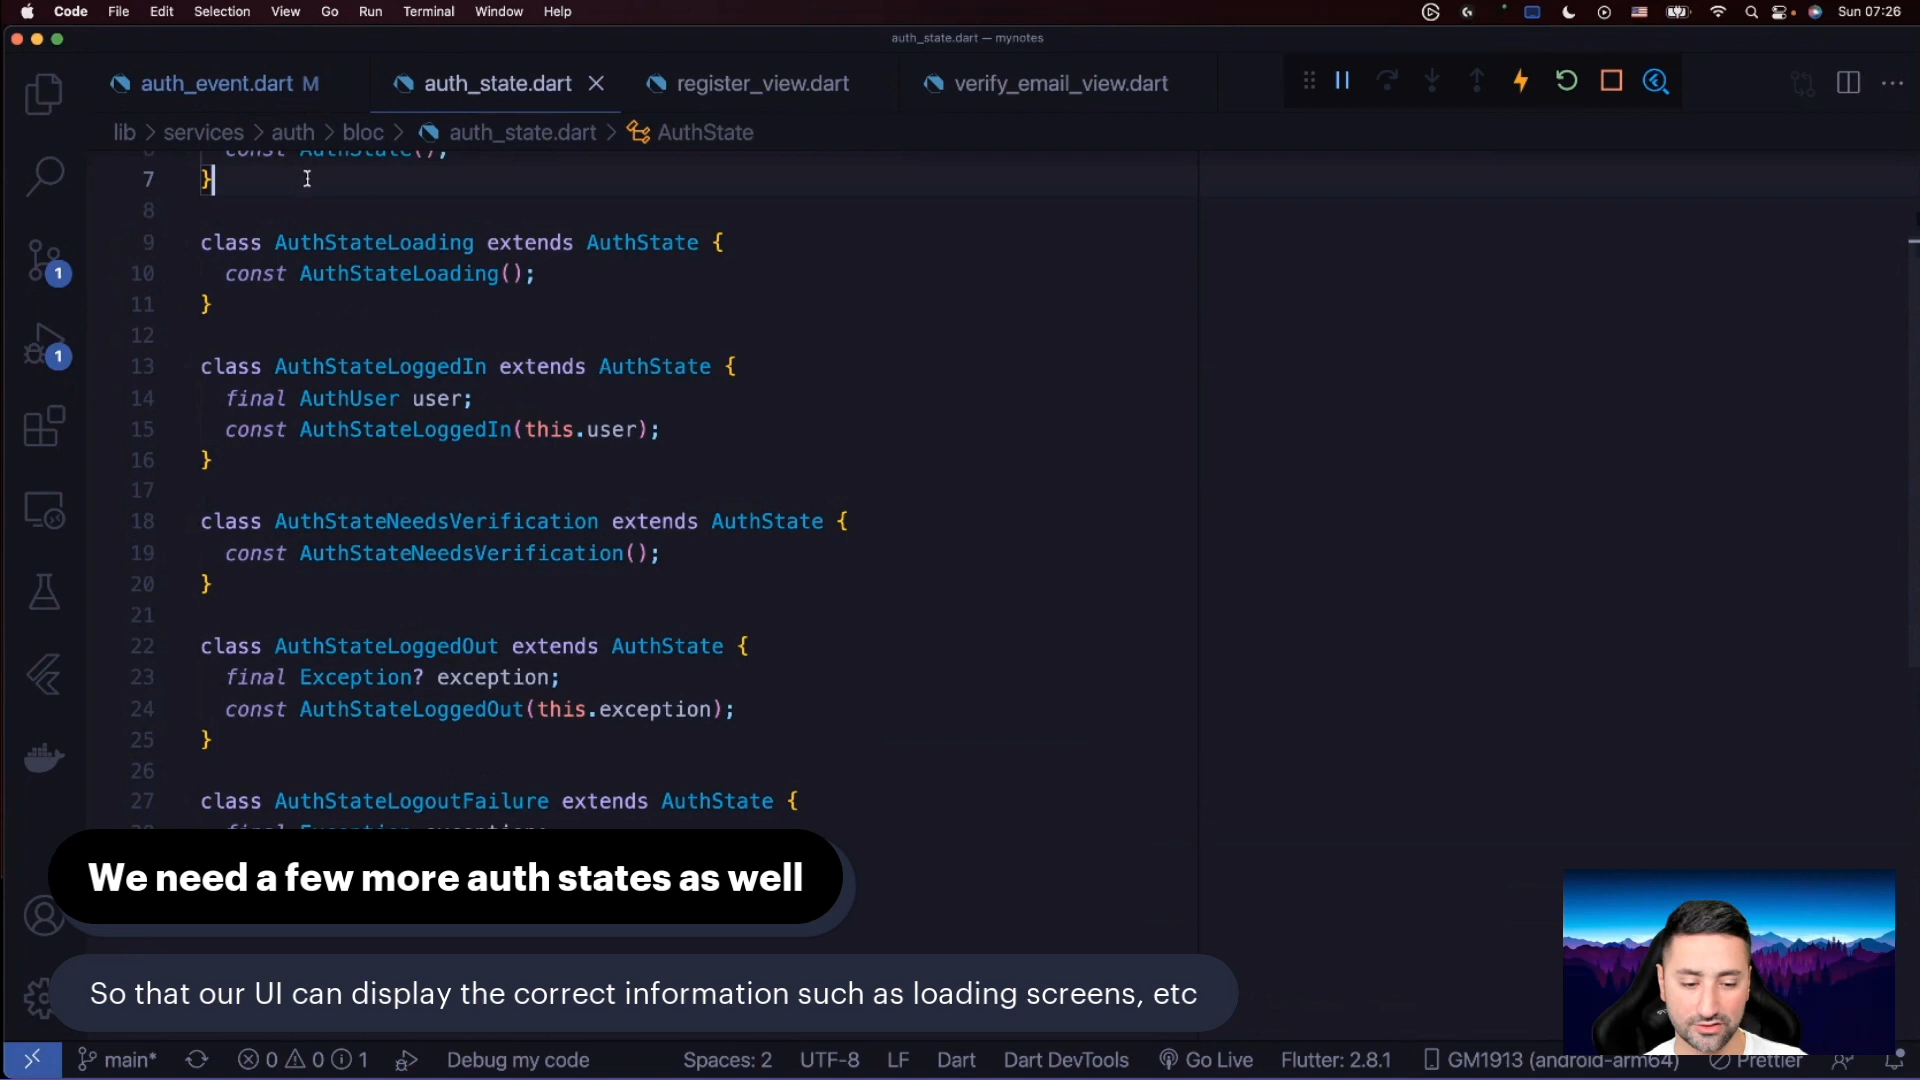 Code File Edit Selection View Go Run Terminal Window Help Sun 07:26
auth_state.dart — mynotes
auth_event.dart M auth_state.dart register_view.dart verify_email_view.dart
lib > services > auth > bloc > auth_state.dart > AuthState
const AuthState();
7 }
8
9 class AuthStateLoading extends AuthState {
10 const AuthStateLoading();
11 }
12
13 class AuthStateLoggedIn extends AuthState {
14 final AuthUser user;
15 const AuthStateLoggedIn(this.user);
16 }
17
18 class AuthStateNeedsVerification extends AuthState {
19 const AuthStateNeedsVerification();
20 }
21
22 class AuthStateLoggedOut extends AuthState {
23 final Exception? exception;
24 const AuthStateLoggedOut(this.exception);
25 }
26
27 class AuthStateLogoutFailure extends AuthState {
1
1
We need a few more auth states as well
So that our UI can display the correct information such as loading screens, etc
main* 0 0 1 Debug my code Spaces: 2 UTF-8 LF Dart Dart DevTools Go Live Flutter: 2.8.1 GM1913 (android-arm64) Prettier